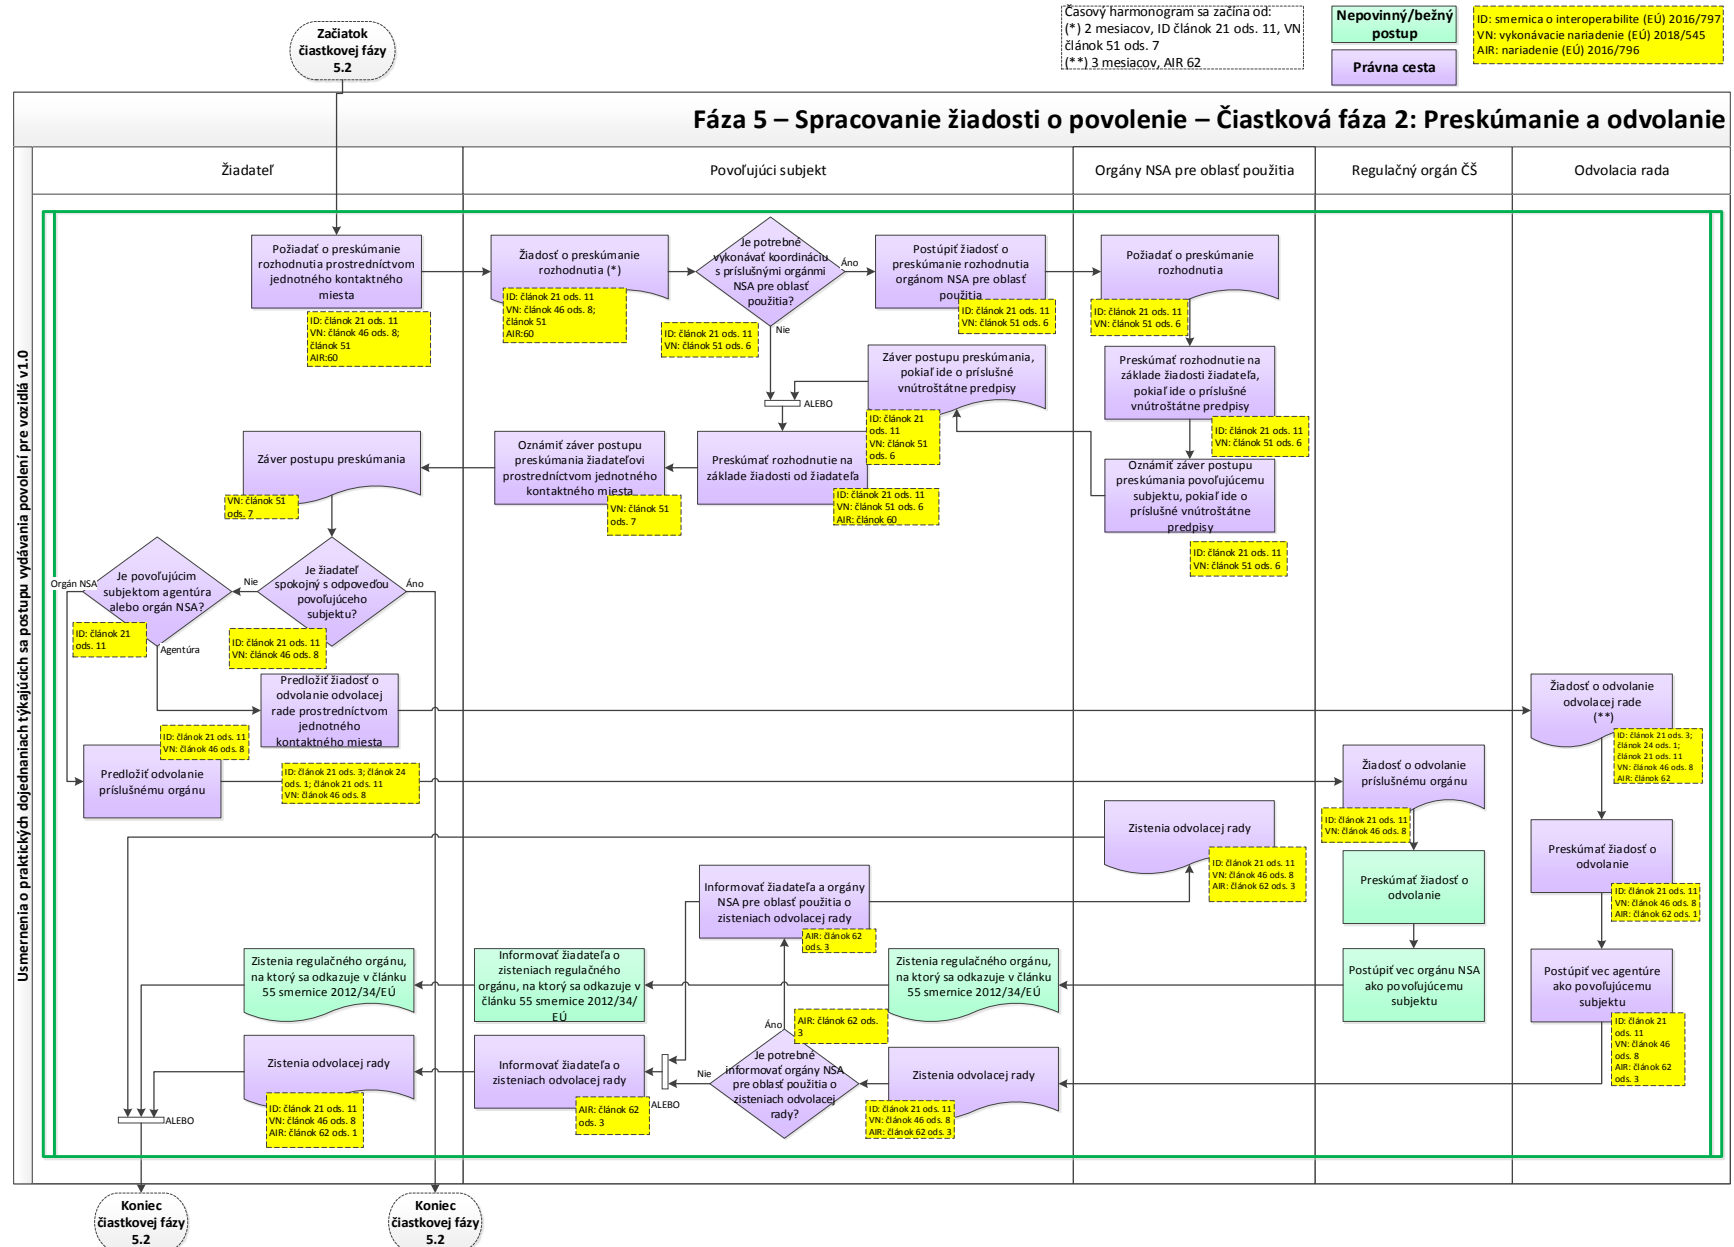 Začiatok
čiastkovej fázy
5.2
Časový harmonogram sa začína od:
(*) 2 mesiacov, ID článok 21 ods. 11, VN
článok 51 ods. 7
(**) 3 mesiacov, AIR 62
Nepovinný/bežný
postup
Právna cesta
ID: smernica o interoperabilite (EÚ) 2016/797
VN: vykonávacie nariadenie (EÚ) 2018/545
AIR: nariadenie (EÚ) 2016/796
Fáza 5 – Spracovanie žiadosti o povolenie – Čiastková fáza 2: Preskúmanie a odvolanie
Usmernenia o praktických dojednaniach týkajúcich sa postupu vydávania povolení pre vozidlá v1.0
Žiadateľ
Povoľujúci subjekt
Orgány NSA pre oblasť použitia
Regulačný orgán ČŠ
Odvolacia rada
Požiadať o preskúmanie
rozhodnutia prostredníctvom
jednotného kontaktného
miesta
ID: článok 21 ods. 11
VN: článok 46 ods. 8;
článok 51
AIR:60
Žiadosť o preskúmanie
rozhodnutia (*)
ID: článok 21 ods. 11
VN: článok 46 ods. 8;
článok 51
AIR:60
Je potrebné
vykonávať koordináciu
s príslušnými orgánmi
NSA pre oblasť
použitia?
Áno
Nie
ID: článok 21 ods. 11
VN: článok 51 ods. 6
Postúpiť žiadosť o
preskúmanie rozhodnutia
orgánom NSA pre oblasť
použitia
ID: článok 21 ods. 11
VN: článok 51 ods. 6
Požiadať o preskúmanie
rozhodnutia
ID: článok 21 ods. 11
VN: článok 51 ods. 6
Záver postupu preskúmania,
pokiaľ ide o príslušné
vnútroštátne predpisy
ALEBO
ID: článok 21
ods. 11
VN: článok 51
ods. 6
Preskúmať rozhodnutie na
základe žiadosti žiadateľa,
pokiaľ ide o príslušné
vnútroštátne predpisy
ID: článok 21 ods. 11
VN: článok 51 ods. 6
Záver postupu preskúmania
VN: článok 51
ods. 7
Oznámiť záver postupu
preskúmania žiadateľovi
prostredníctvom jednotného
kontaktného miesta
VN: článok 51
ods. 7
Preskúmať rozhodnutie na
základe žiadosti od žiadateľa
ID: článok 21 ods. 11
VN: článok 51 ods. 6
AIR: článok 60
Oznámiť záver postupu
preskúmania povoľujúcemu
subjektu, pokiaľ ide o
príslušné vnútroštátne
predpisy
ID: článok 21 ods. 11
VN: článok 51 ods. 6
Orgán NSA
Je povoľujúcim
subjektom agentúra
alebo orgán NSA?
Nie
Je žiadateľ
spokojný s odpoveďou
povoľujúceho
subjektu?
Áno
ID: článok 21
ods. 11
Agentúra
ID: článok 21 ods. 11
VN: článok 46 ods. 8
Predložiť žiadosť o
odvolanie odvolacej
rade prostredníctvom
jednotného
kontaktného miesta
ID: článok 21 ods. 11
VN: článok 46 ods. 8
Žiadosť o odvolanie
odvolacej rade
(**)
ID: článok 21 ods. 3;
článok 24 ods. 1;
článok 21 ods. 11
VN: článok 46 ods. 8
AIR: článok 62
Predložiť odvolanie
príslušnému orgánu
ID: článok 21 ods. 3; článok 24
ods. 1; článok 21 ods. 11
VN: článok 46 ods. 8
Žiadosť o odvolanie
príslušnému orgánu
ID: článok 21 ods. 11
VN: článok 46 ods. 8
Zistenia odvolacej rady
ID: článok 21 ods. 11
VN: článok 46 ods. 8
AIR: článok 62 ods. 3
Preskúmať žiadosť o
odvolanie
Preskúmať žiadosť o
odvolanie
ID: článok 21 ods. 11
VN: článok 46 ods. 8
AIR: článok 62 ods. 1
Informovať žiadateľa a orgány
NSA pre oblasť použitia o
zisteniach odvolacej rady
AIR: článok 62
ods. 3
Zistenia regulačného orgánu,
na ktorý sa odkazuje v článku
55 smernice 2012/34/EÚ
Informovať žiadateľa o
zisteniach regulačného
orgánu, na ktorý sa odkazuje v
článku 55 smernice 2012/34/
EÚ
Zistenia regulačného orgánu,
na ktorý sa odkazuje v článku
55 smernice 2012/34/EÚ
Postúpiť vec orgánu NSA
ako povoľujúcemu
subjektu
Postúpiť vec agentúre
ako povoľujúcemu
subjektu
ID: článok 21
ods. 11
VN: článok 46
ods. 8
AIR: článok 62
ods. 3
Áno
AIR: článok 62 ods.
3
Zistenia odvolacej rady
ID: článok 21 ods. 11
VN: článok 46 ods. 8
AIR: článok 62 ods. 1
Informovať žiadateľa o
zisteniach odvolacej rady
AIR: článok 62
ods. 3
ALEBO
Nie
Je potrebné
informovať orgány NSA
pre oblasť použitia o
zisteniach odvolacej
rady?
Zistenia odvolacej rady
ID: článok 21 ods. 11
VN: článok 46 ods. 8
AIR: článok 62 ods. 3
ALEBO
Koniec
čiastkovej fázy
5.2
Koniec
čiastkovej fázy
5.2